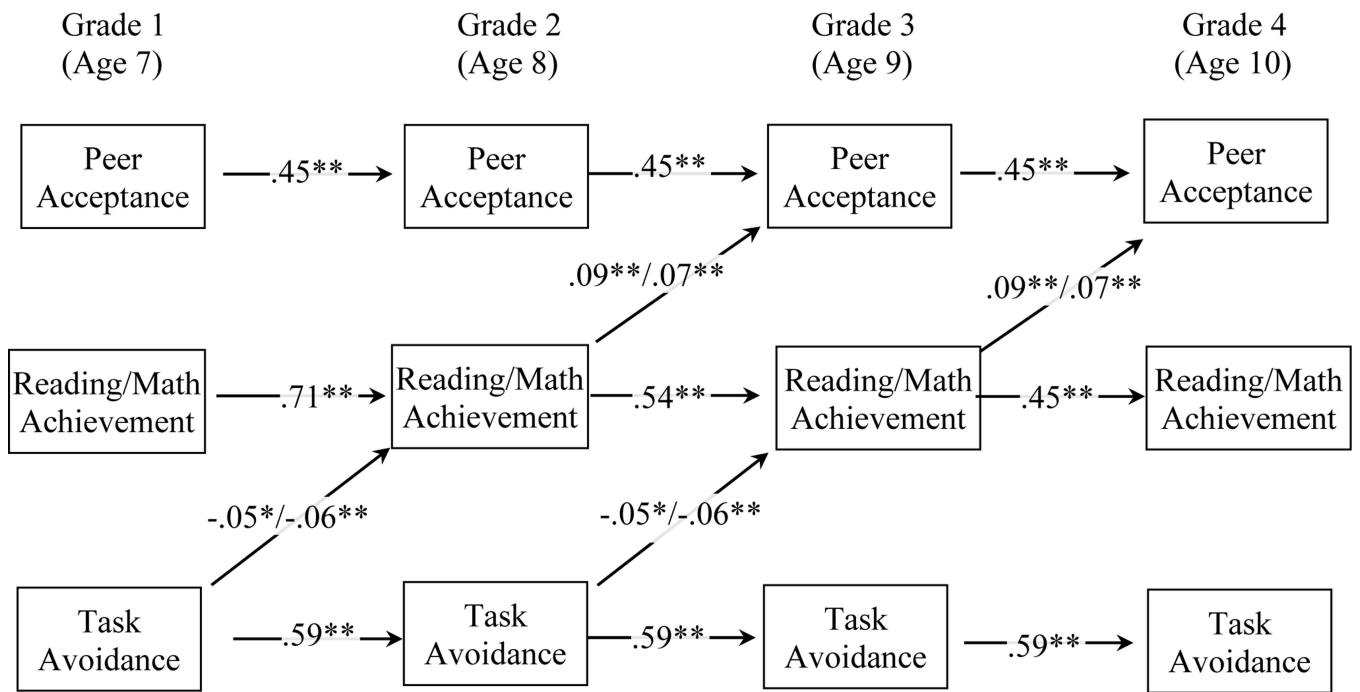 Grade 1
(Age 7)
Grade 2
(Age 8)
Grade 3
(Age 9)
Grade 4
(Age 10)
Peer
Acceptance
.45**
Peer
Acceptance
.45**
Peer
Acceptance
.45**
Peer
Acceptance
.09**/.07**
.09**/.07**
Reading/Math
Achievement
.71**
Reading/Math
Achievement
.54**
Reading/Math
Achievement
.45**
Reading/Math
Achievement
-.05*/-.06**
-.05*/-.06**
Task
Avoidance
.59**
Task
Avoidance
.59**
Task
Avoidance
.59**
Task
Avoidance